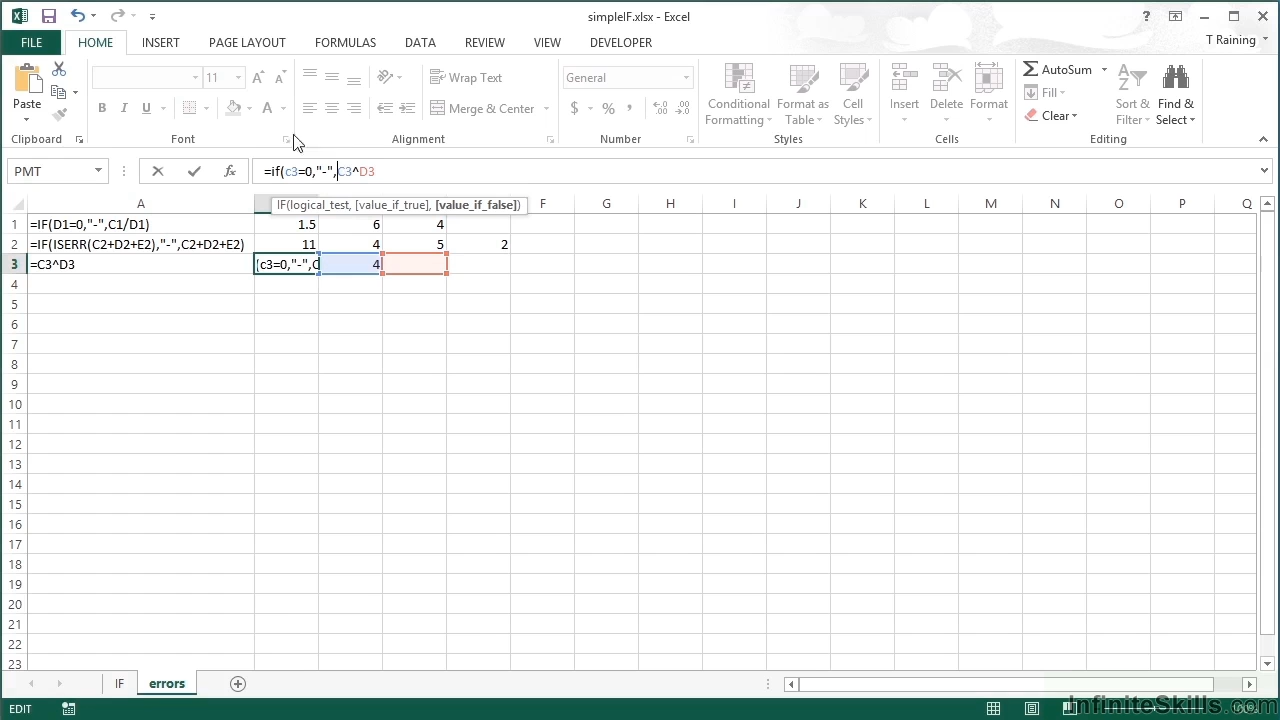 simpleIF.xlsx - Excel
?
FILE HOME INSERT PAGE LAYOUT FORMULAS DATA REVIEW VIEW DEVELOPER T Raining
Paste
11 A A
B I U A
Clipboard
Font
Wrap Text
Merge & Center
Alignment
General
$ % ,
Number
Conditional Formatting
Format as Table
Cell Styles
Styles
Insert Delete Format
Cells
AutoSum
Fill
Clear
Sort & Filter
Find & Select
Editing
PMT fx =if(c3=0,"-",C3^D3
IF(logical_test, [value_if_true], [value_if_false])
A F G H I J K L M N O P Q
1 =IF(D1=0,"-",C1/D1) 1.5 6 4
2 =IF(ISERR(C2+D2+E2),"-",C2+D2+E2) 11 4 5 2
3 =C3^D3 (c3=0,"-",C 4
4
5
6
7
8
9
10
11
12
13
14
15
16
17
18
19
20
21
22
23
IF errors
EDIT
InfiniteSkills.com